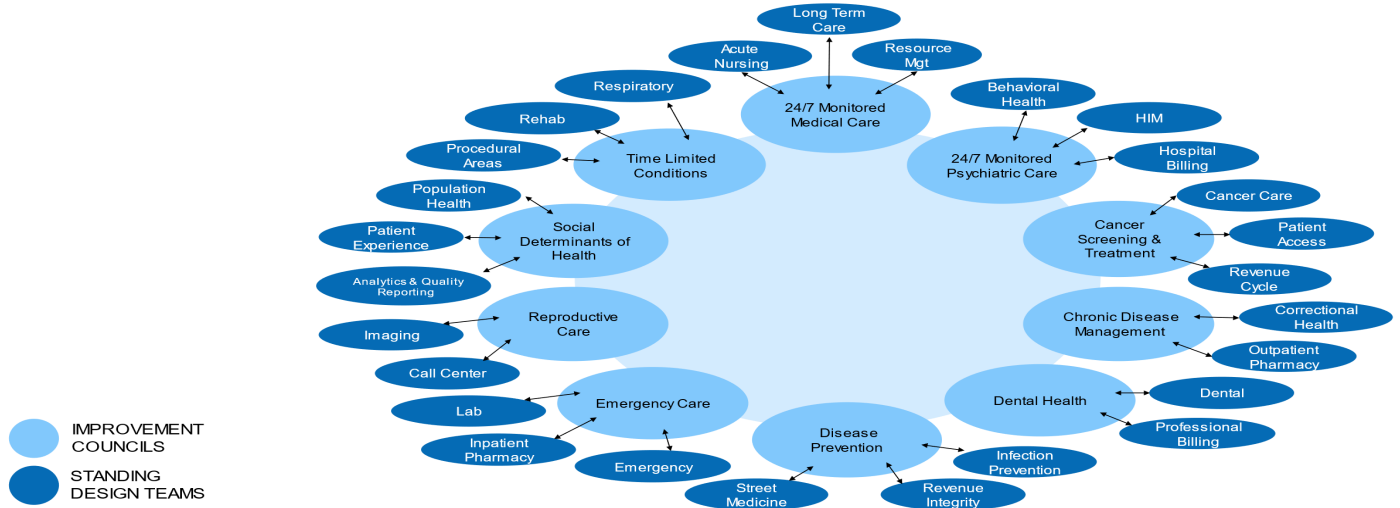 Long Term
Care
Acute
Nursing
Resource
Mgt
24/7 Monitored
Medical Care
Respiratory
Rehab
Procedural
Areas
Time Limited
Conditions
Behavioral
Health
HIM
Hospital
Billing
24/7 Monitored
Psychiatric Care
Population
Health
Patient
Experience
Analytics & Quality
Reporting
Social
Determinants of
Health
Cancer Care
Patient
Access
Revenue
Cycle
Cancer
Screening &
Treatment
Imaging
Call Center
Reproductive
Care
Chronic Disease
Management
Correctional
Health
Outpatient
Pharmacy
Lab
Inpatient
Pharmacy
Emergency
Emergency Care
Dental Health
Dental
Professional
Billing
Disease
Prevention
Street
Medicine
Revenue
Integrity
Infection
Prevention
IMPROVEMENT
COUNCILS
STANDING
DESIGN TEAMS